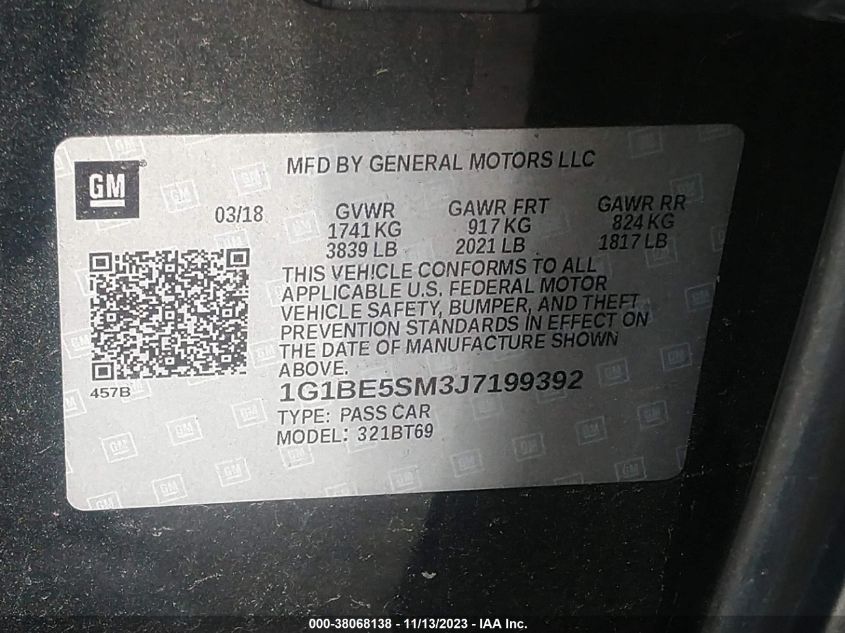 GM
MFD BY GENERAL MOTORS LLC
03/18 GVWR GAWR FRT GAWR RR
1741 KG 917 KG 824 KG
3839 LB 2021 LB 1817 LB
THIS VEHICLE CONFORMS TO ALL
APPLICABLE U.S. FEDERAL MOTOR
VEHICLE SAFETY, BUMPER, AND THEFT
PREVENTION STANDARDS IN EFFECT ON
THE DATE OF MANUFACTURE SHOWN
ABOVE.
457B
1G1BE5SM3J7199392
TYPE: PASS CAR
MODEL: 321BT69
000-38068138 - 11/13/2023 - IAA Inc.